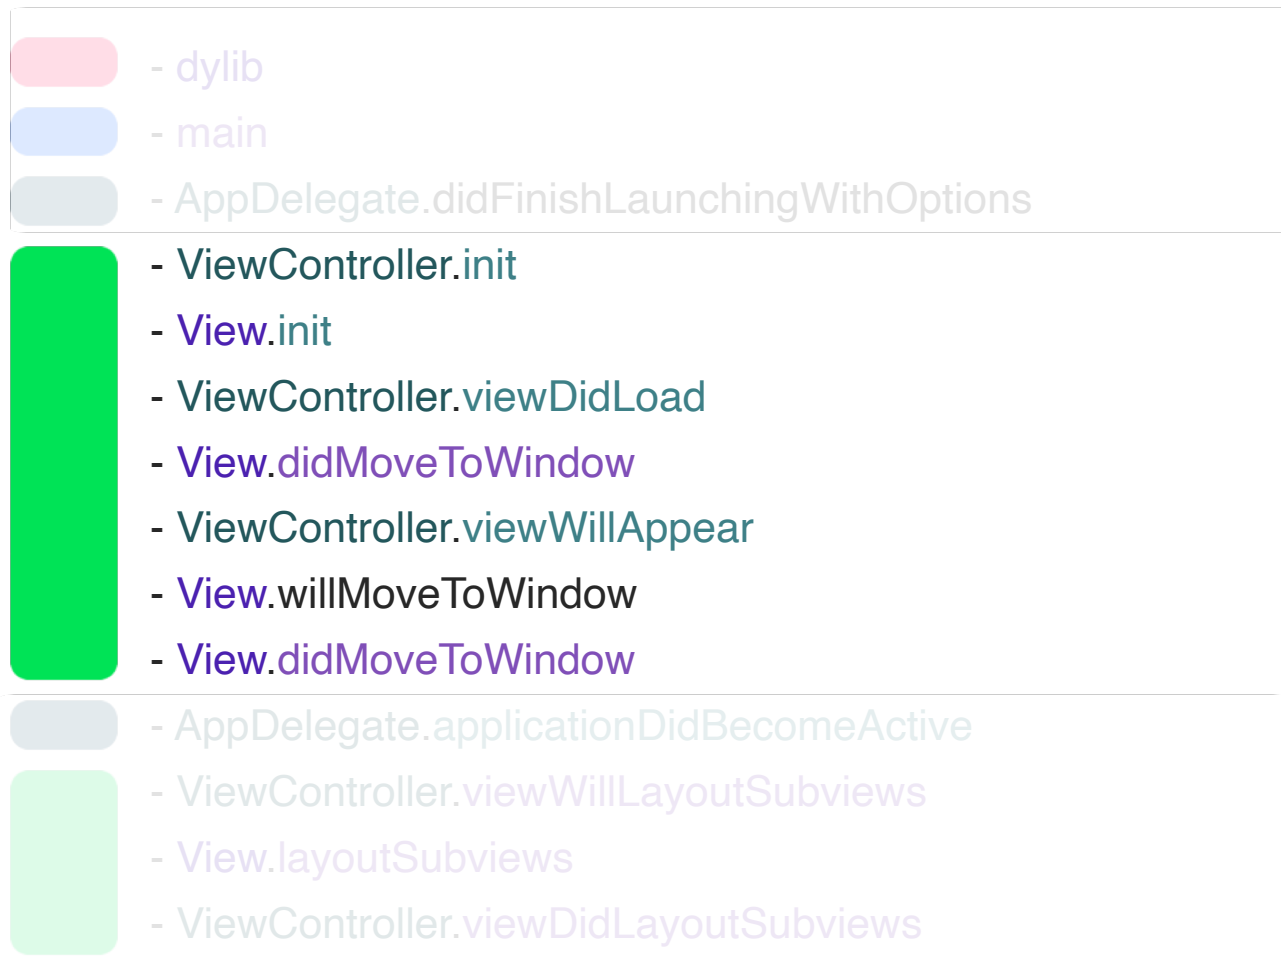 - dylib
- main
- AppDelegate.didFinishLaunchingWithOptions
- ViewController.init
- View.init
- ViewController.viewDidLoad
- View.didMoveToWindow
- ViewController.viewWillAppear
- View.willMoveToWindow
- View.didMoveToWindow
- AppDelegate.applicationDidBecomeActive
- ViewController.viewWillLayoutSubviews
- View.layoutSubviews
- ViewController.viewDidLayoutSubviews